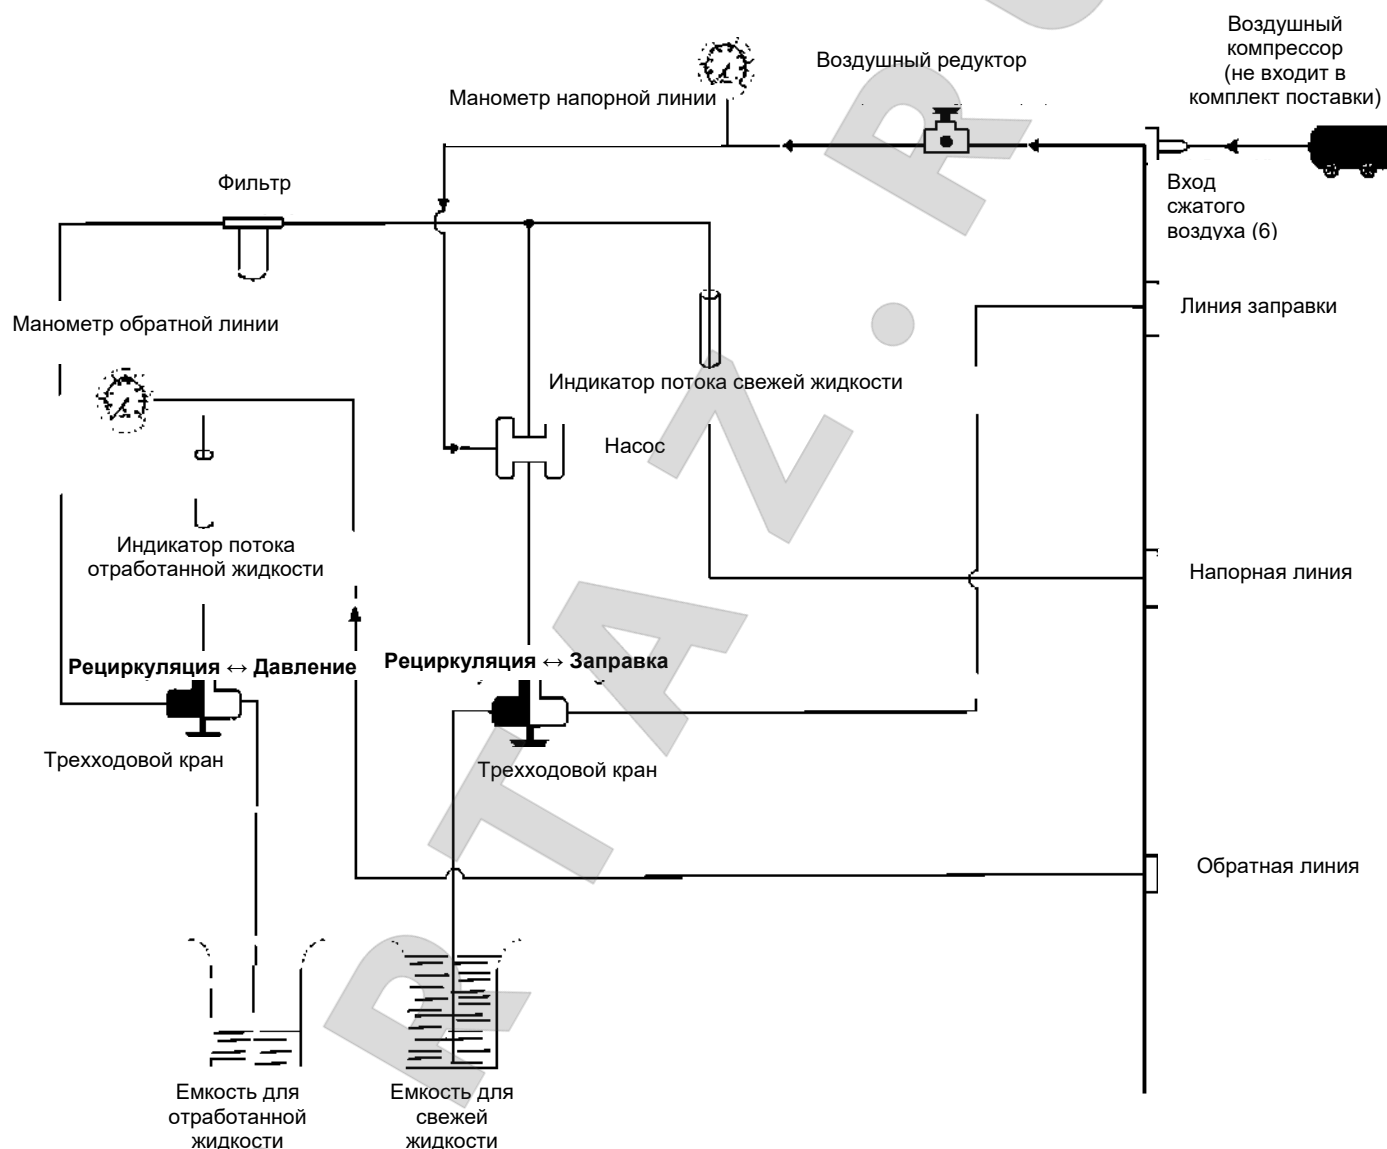 Воздушный
компрессор
(не входит в
комплект поставки)
Воздушный редуктор
Манометр напорной линии
Фильтр
Вход
сжатого
воздуха (6)
Линия заправки
Манометр обратной линии
Индикатор потока свежей жидкости
Насос
Индикатор потока
отработанной жидкости
Напорная линия
Рециркуляция ↔ Давление
Рециркуляция ↔ Заправка
Трехходовой кран
Трехходовой кран
Обратная линия
Емкость для
отработанной
жидкости
Емкость для
свежей
жидкости
RTAZ.RU